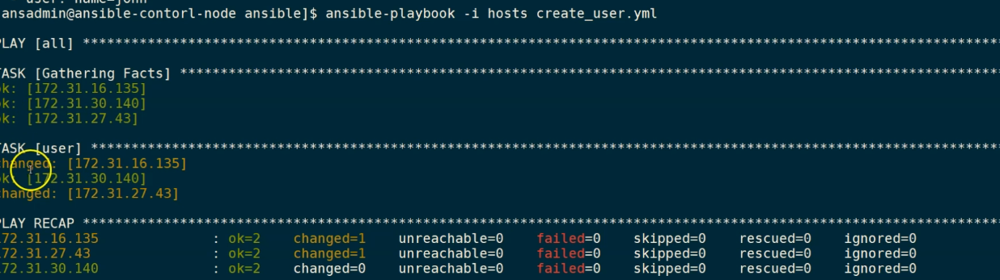 user: name=john
ansadmin@ansible-contorl-node ansible]$ ansible-playbook -i hosts create_user.yml
PLAY [all] ******************************************************************************************************************
TASK [Gathering Facts] ******************************************************************************************************
ok: [172.31.16.135]
ok: [172.31.30.140]
ok: [172.31.27.43]
TASK [user] *****************************************************************************************************************
changed: [172.31.16.135]
ok: [172.31.30.140]
changed: [172.31.27.43]
PLAY RECAP ******************************************************************************************************************
172.31.16.135 : ok=2 changed=1 unreachable=0 failed=0 skipped=0 rescued=0 ignored=0
172.31.27.43 : ok=2 changed=1 unreachable=0 failed=0 skipped=0 rescued=0 ignored=0
172.31.30.140 : ok=2 changed=0 unreachable=0 failed=0 skipped=0 rescued=0 ignored=0